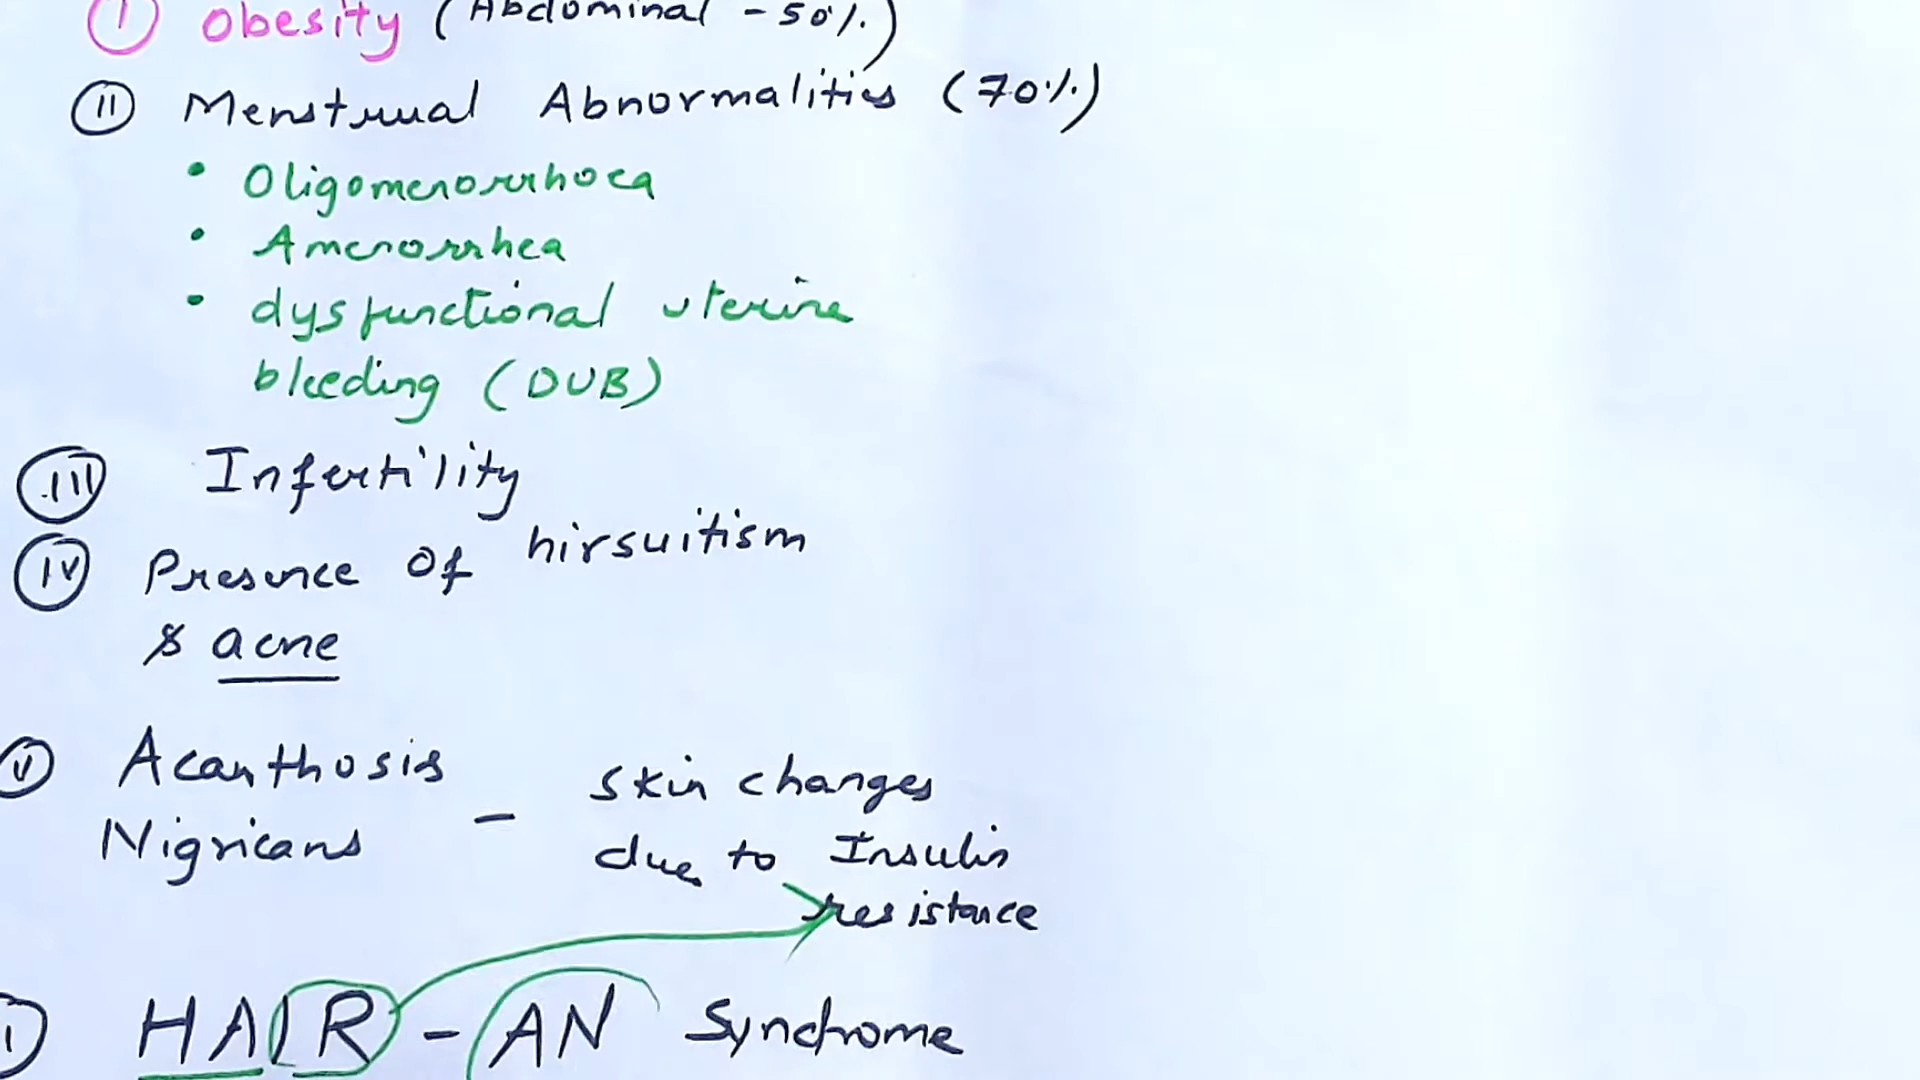 (I) Obesity (Abdominal - 50%)
(II) Menstrual Abnormalities (70%)
• Oligomenorrhoea
• Amenorrhea
• dysfunctional uterine
bleeding (DUB)
(III) Infertility
(IV) Presence of hirsuitism
& acne
(V) Acanthosis
Nigricans - skin changes
due to Insulin
resistance
HAIR - AN Syndrome